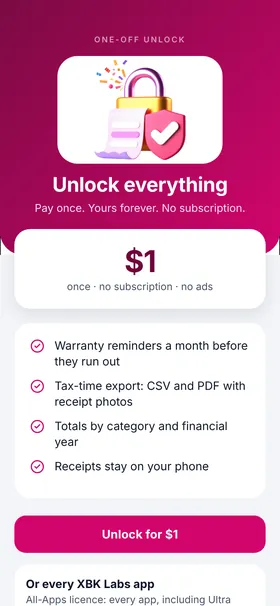 ONE-OFF UNLOCK
Unlock everything
Pay once. Yours forever. No subscription.
$1
once · no subscription · no ads
Warranty reminders a month before
they run out
Tax-time export: CSV and PDF with
receipt photos
Totals by category and financial
year
Receipts stay on your phone
Unlock for $1
Or every XBK Labs app
All-Apps licence: every app, including Ultra